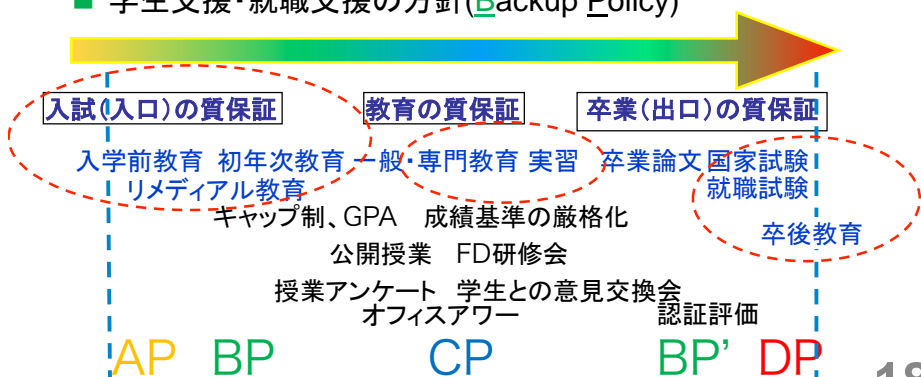 ■ 学生支援・就職支援の方針(Backup Policy)
入試(入口)の質保証 教育の質保証 卒業(出口)の質保証
入学前教育 初年次教育 一般・専門教育 実習 卒業論文 国家試験
リメディアル教育 就職試験
キャップ制、GPA 成績基準の厳格化
卒後教育
公開授業 FD研修会
授業アンケート 学生との意見交換会
オフィスアワー 認証評価
AP BP CP BP' DP
18